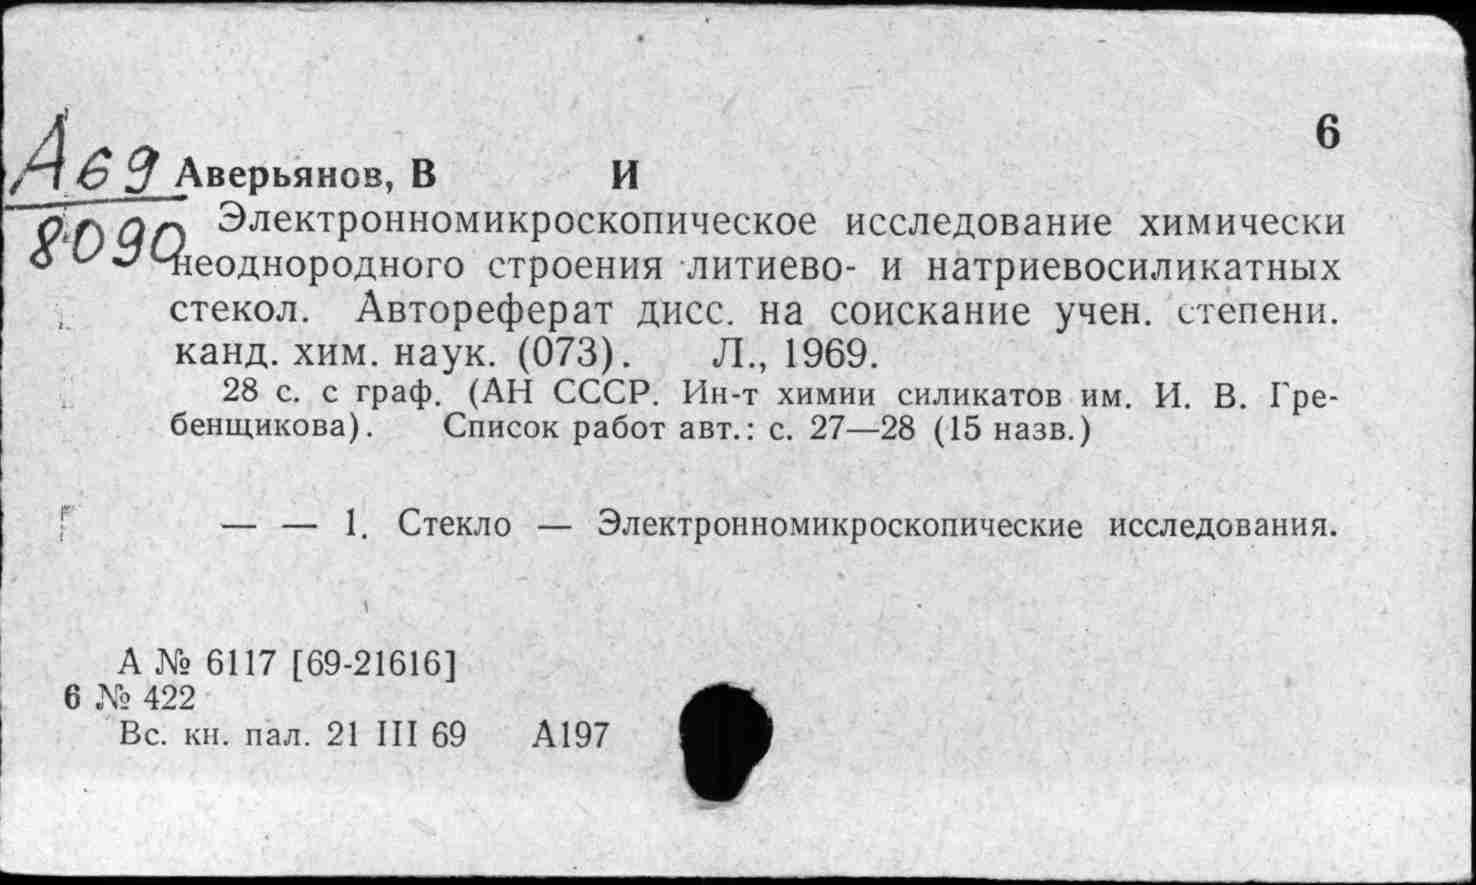 6
А69 Аверьянов, В И
8090 Электронномикроскопическое исследование химически
неоднородного строения литиево- и натриевосиликатных
стекол. Автореферат дисс. на соискание учен. степени.
канд. хим. наук. (073). Л., 1969.
28 с. с граф. (АН СССР. Ин-т химии силикатов им. И. В. Гре-
бенщикова). Список работ авт.: с. 27—28 (15 назв.)
— — 1. Стекло — Электронномикроскопические исследования.
А № 6117 [69-21616]
6 № 422
Вс. кн. пал. 21 III 69 А197